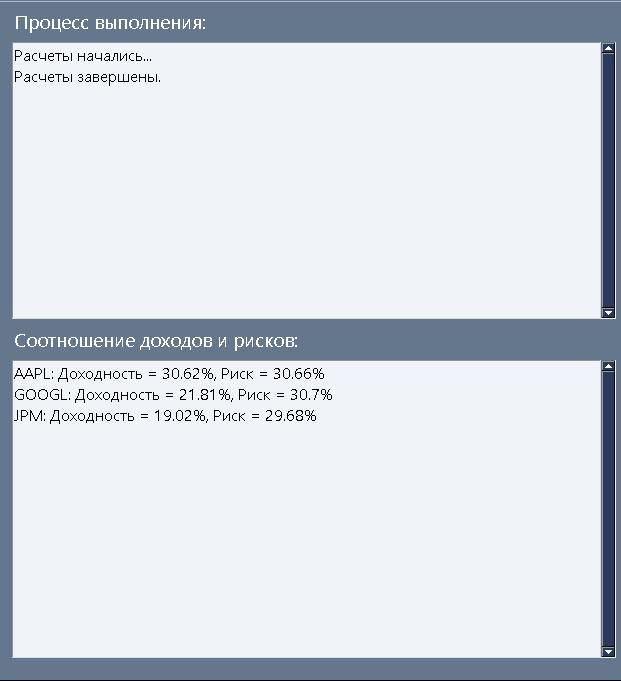 Процесс выполнения:
Расчеты начались...
Расчеты завершены.
Соотношение доходов и рисков:
AAPL: Доходность = 30.62%, Риск = 30.66%
GOOGL: Доходность = 21.81%, Риск = 30.7%
JPM: Доходность = 19.02%, Риск = 29.68%